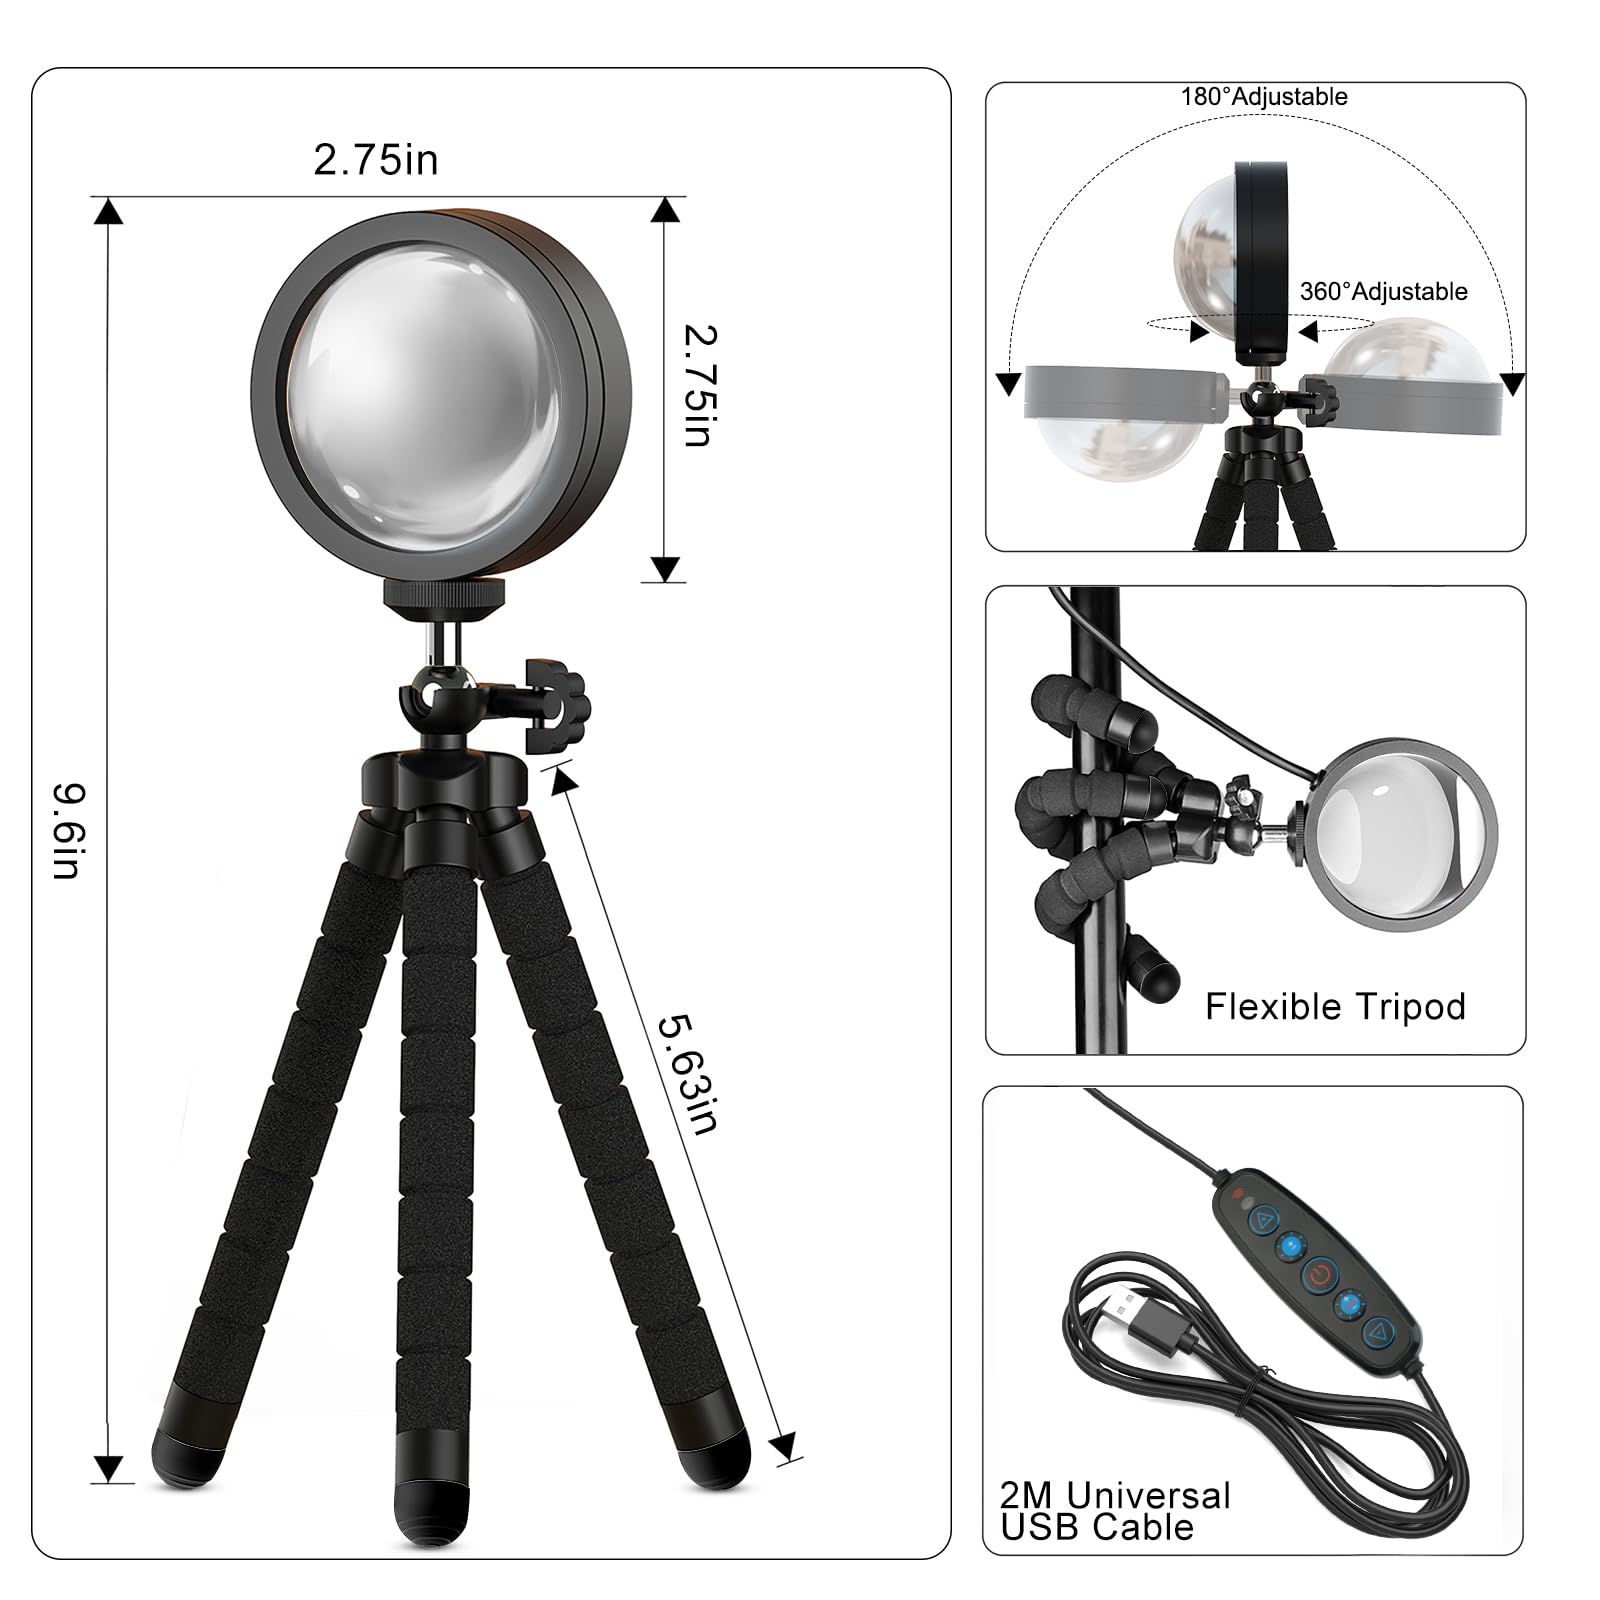 2.75in
2.75in
9.6in
5.63in
180°Adjustable
360°Adjustable
Flexible Tripod
2M Universal
USB Cable